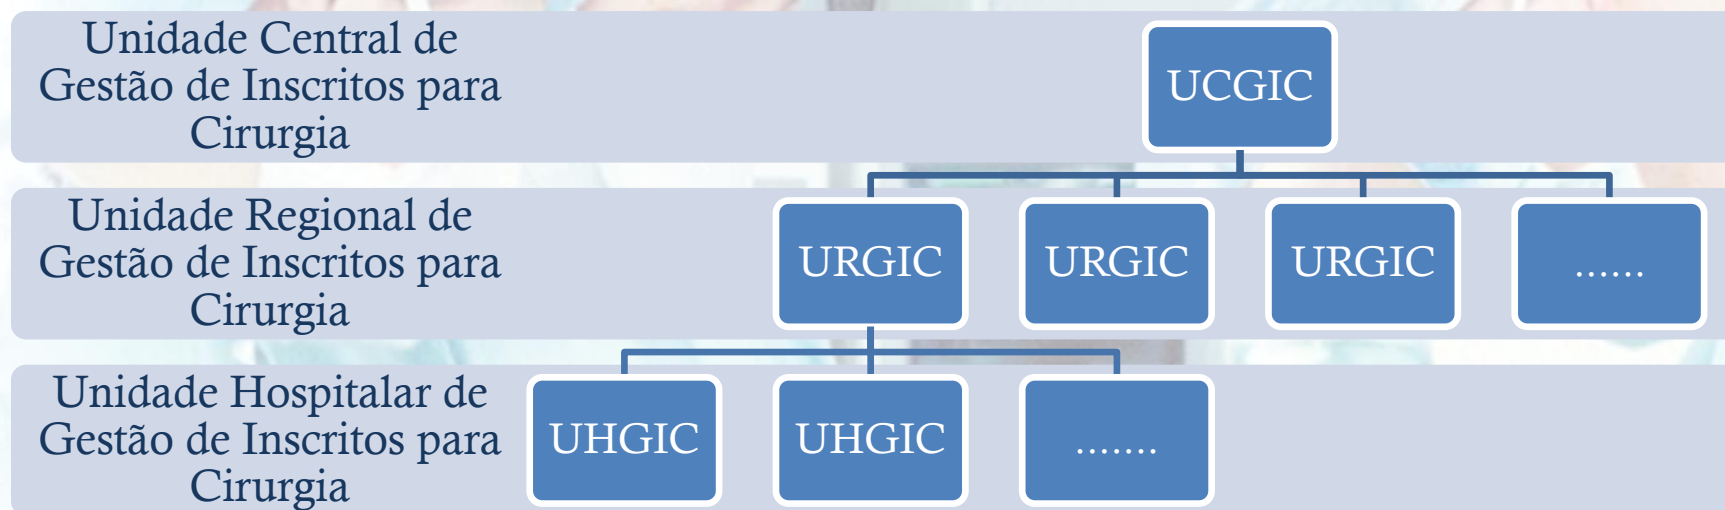 Unidade Central de
Gestão de Inscritos para
Cirurgia
UCGIC
Unidade Regional de
Gestão de Inscritos para
Cirurgia
URGIC
URGIC
URGIC
......
Unidade Hospitalar de
Gestão de Inscritos para
Cirurgia
UHGIC
UHGIC
.......